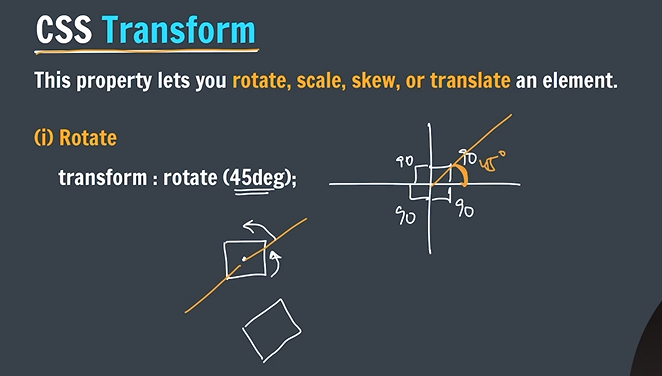 CSS Transform
This property lets you rotate, scale, skew, or translate an element.
(i) Rotate
transform : rotate (45deg);
90
90
45°
90
90